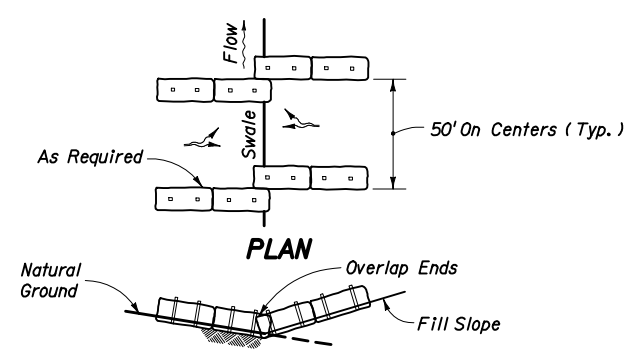 Flow
Swale
50' On Centers ( Typ. )
As Required
PLAN
Natural
Ground
Overlap Ends
Fill Slope